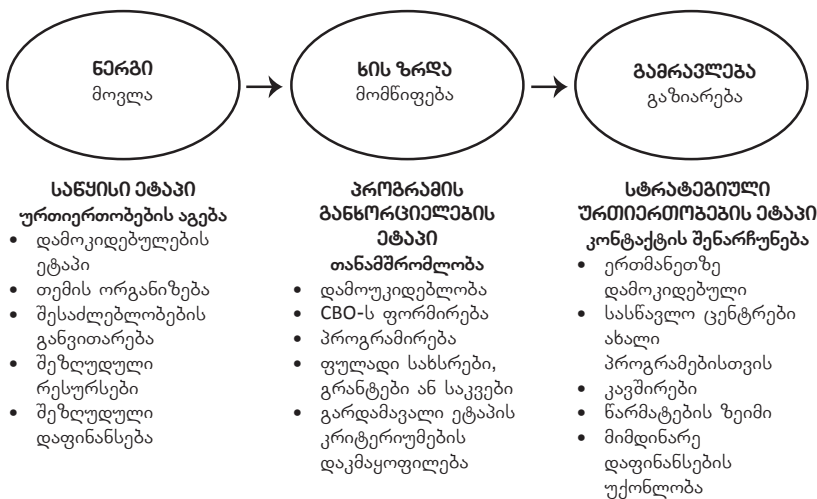 ნერგი
მოვლა
ხის ზრდა
მომწიფება
გამრავლება
გაზიარება
საწყისი ეტაპი
ურთიერთობების აგება
• დამოკიდებულების
ეტაპი
• თემის ორგანიზება
• შესაძლებლობების
განვითარება
• შეზღუდული
რესურსები
• შეზღუდული
დაფინანსება
პროგრამის
განხორციელების
ეტაპი
თანამშრომლობა
• დამოუკიდებლობა
• CBO-ს ფორმირება
• პროგრამირება
• ფულადი სახსრები,
გრანტები ან საკვები
• გარდამავალი ეტაპის
კრიტერიუმების
დაკმაყოფილება
სტრატეგიული
ურთიერთობების ეტაპი
კონტაქტის შენარჩუნება
• ერთმანეთზე
დამოკიდებული
• სასწავლო ცენტრები
ახალი
პროგრამებისთვის
• კავშირები
• წარმატების ზეიმი
• მიმდინარე
დაფინანსების
უქონლობა